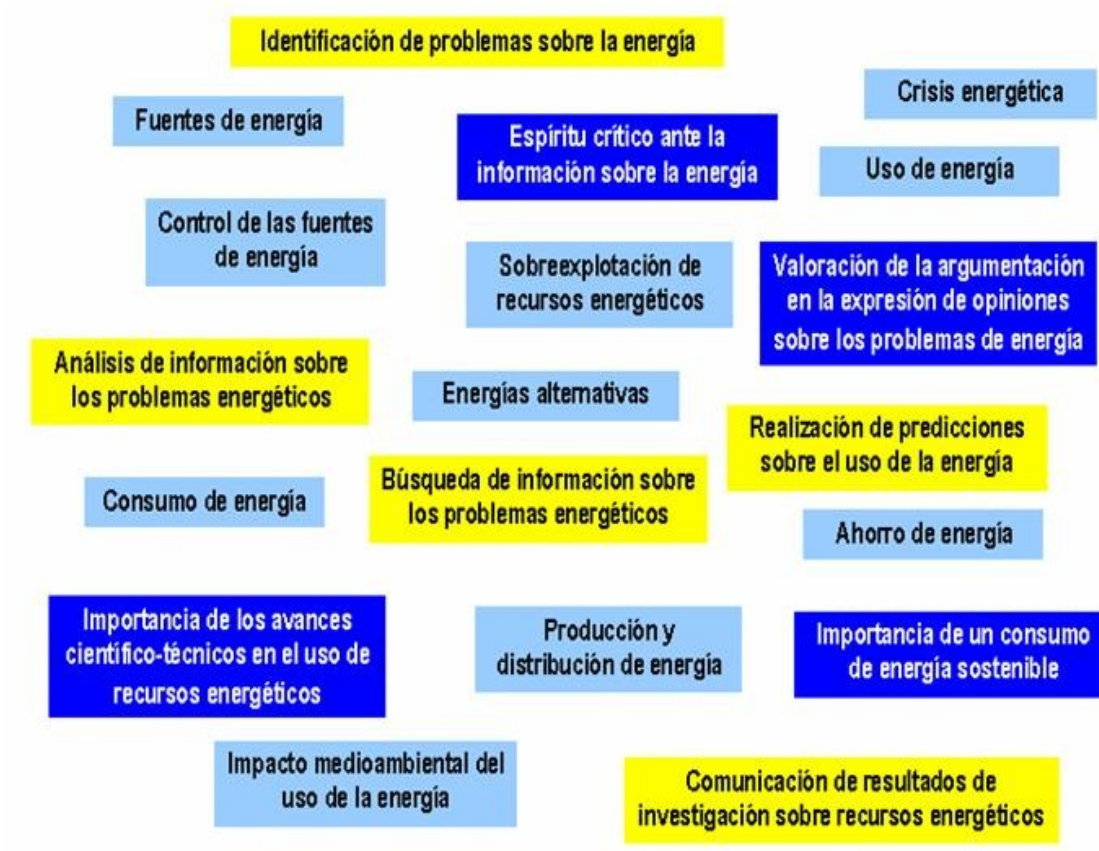 Identificación de problemas sobre la energía
Crisis energética
Fuentes de energía
Espíritu crítico ante la
información sobre la energía
Uso de energía
Control de las fuentes
de energía
Sobreexplotación de
recursos energéticos
Valoración de la argumentación
en la expresión de opiniones
sobre los problemas de energía
Análisis de información sobre
los problemas energéticos
Energías alternativas
Realización de predicciones
sobre el uso de la energía
Búsqueda de información sobre
los problemas energéticos
Consumo de energía
Ahorro de energía
Importancia de los avances
científico-técnicos en el uso de
recursos energéticos
Producción y
distribución de energía
Importancia de un consumo
de energía sostenible
Impacto medioambiental del
uso de la energía
Comunicación de resultados de
investigación sobre recursos energéticos